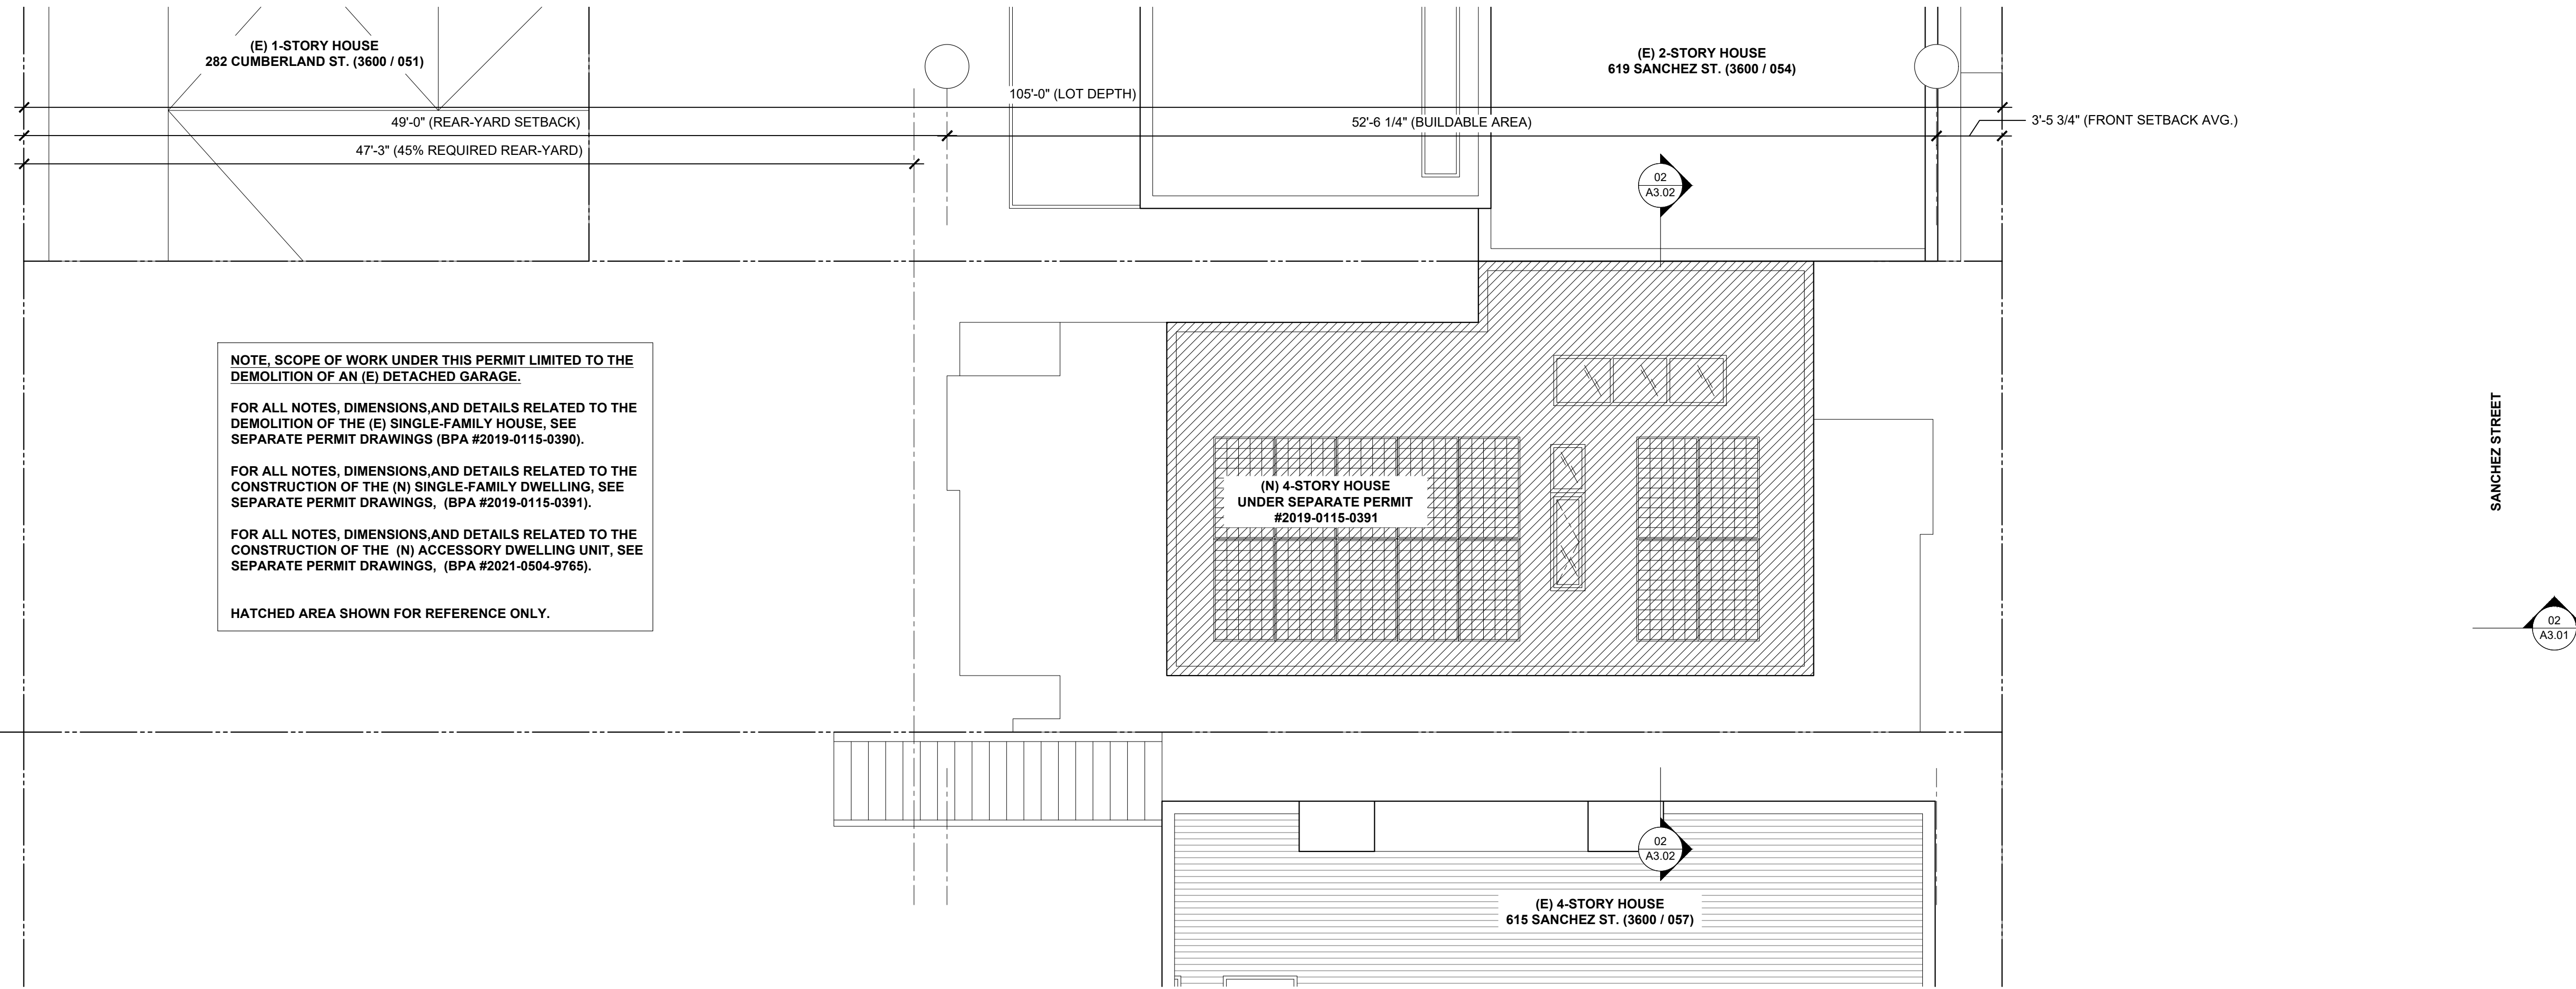 (E) 1-STORY HOUSE
282 CUMBERLAND ST. (3600 / 051)
(E) 2-STORY HOUSE
619 SANCHEZ ST. (3600 / 054)
105'-0" (LOT DEPTH)
49'-0" (REAR-YARD SETBACK)
52'-6 1/4" (BUILDABLE AREA)
3'-5 3/4" (FRONT SETBACK AVG.)
47'-3" (45% REQUIRED REAR-YARD)
02
A3.02
NOTE, SCOPE OF WORK UNDER THIS PERMIT LIMITED TO THE
DEMOLITION OF AN (E) DETACHED GARAGE.
FOR ALL NOTES, DIMENSIONS,AND DETAILS RELATED TO THE
DEMOLITION OF THE (E) SINGLE-FAMILY HOUSE, SEE
SEPARATE PERMIT DRAWINGS (BPA #2019-0115-0390).
FOR ALL NOTES, DIMENSIONS,AND DETAILS RELATED TO THE
CONSTRUCTION OF THE (N) SINGLE-FAMILY DWELLING, SEE
SEPARATE PERMIT DRAWINGS, (BPA #2019-0115-0391).
FOR ALL NOTES, DIMENSIONS,AND DETAILS RELATED TO THE
CONSTRUCTION OF THE (N) ACCESSORY DWELLING UNIT, SEE
SEPARATE PERMIT DRAWINGS, (BPA #2021-0504-9765).
HATCHED AREA SHOWN FOR REFERENCE ONLY.
(N) 4-STORY HOUSE
UNDER SEPARATE PERMIT
#2019-0115-0391
SANCHEZ STREET
02
A3.01
02
A3.02
(E) 4-STORY HOUSE
615 SANCHEZ ST. (3600 / 057)